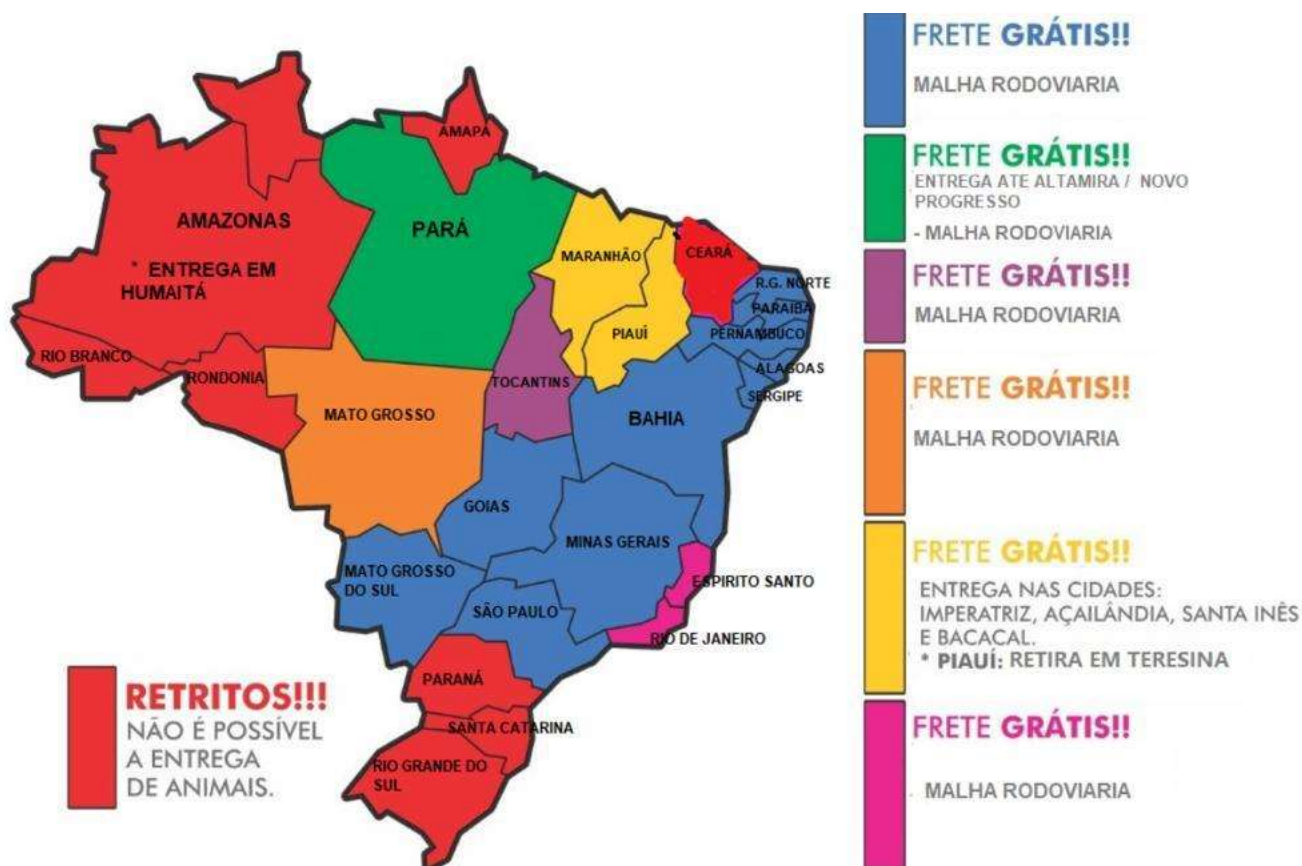 AMAPÁ
AMAZONAS
* ENTREGA EM
HUMAITÁ
PARÁ
MARANHÃO
CEARÁ
R.G. NORTE
PARAIBA
PERNAMBUCO
PIAUÍ
ALAGOAS
SERGIPE
RIO BRANCO
RONDONIA
TOCANTINS
MATO GROSSO
BAHIA
GOIAS
MINAS GERAIS
MATO GROSSO
DO SUL
ESPIRITO SANTO
SÃO PAULO
RIO DE JANEIRO
PARANÁ
SANTA CATARINA
RIO GRANDE DO
SUL
RETRITOS!!!
NÃO É POSSÍVEL
A ENTREGA
DE ANIMAIS.
FRETE GRÁTIS!!
MALHA RODOVIARIA
FRETE GRÁTIS!!
ENTREGA ATE ALTAMIRA / NOVO
PROGRESSO
- MALHA RODOVIARIA
FRETE GRÁTIS!!
MALHA RODOVIARIA
FRETE GRÁTIS!!
MALHA RODOVIARIA
FRETE GRÁTIS!!
ENTREGA NAS CIDADES:
IMPERATRIZ, AÇAILÂNDIA, SANTA INÊS
E BACACAL.
* PIAUÍ: RETIRA EM TERESINA
FRETE GRÁTIS!!
MALHA RODOVIARIA